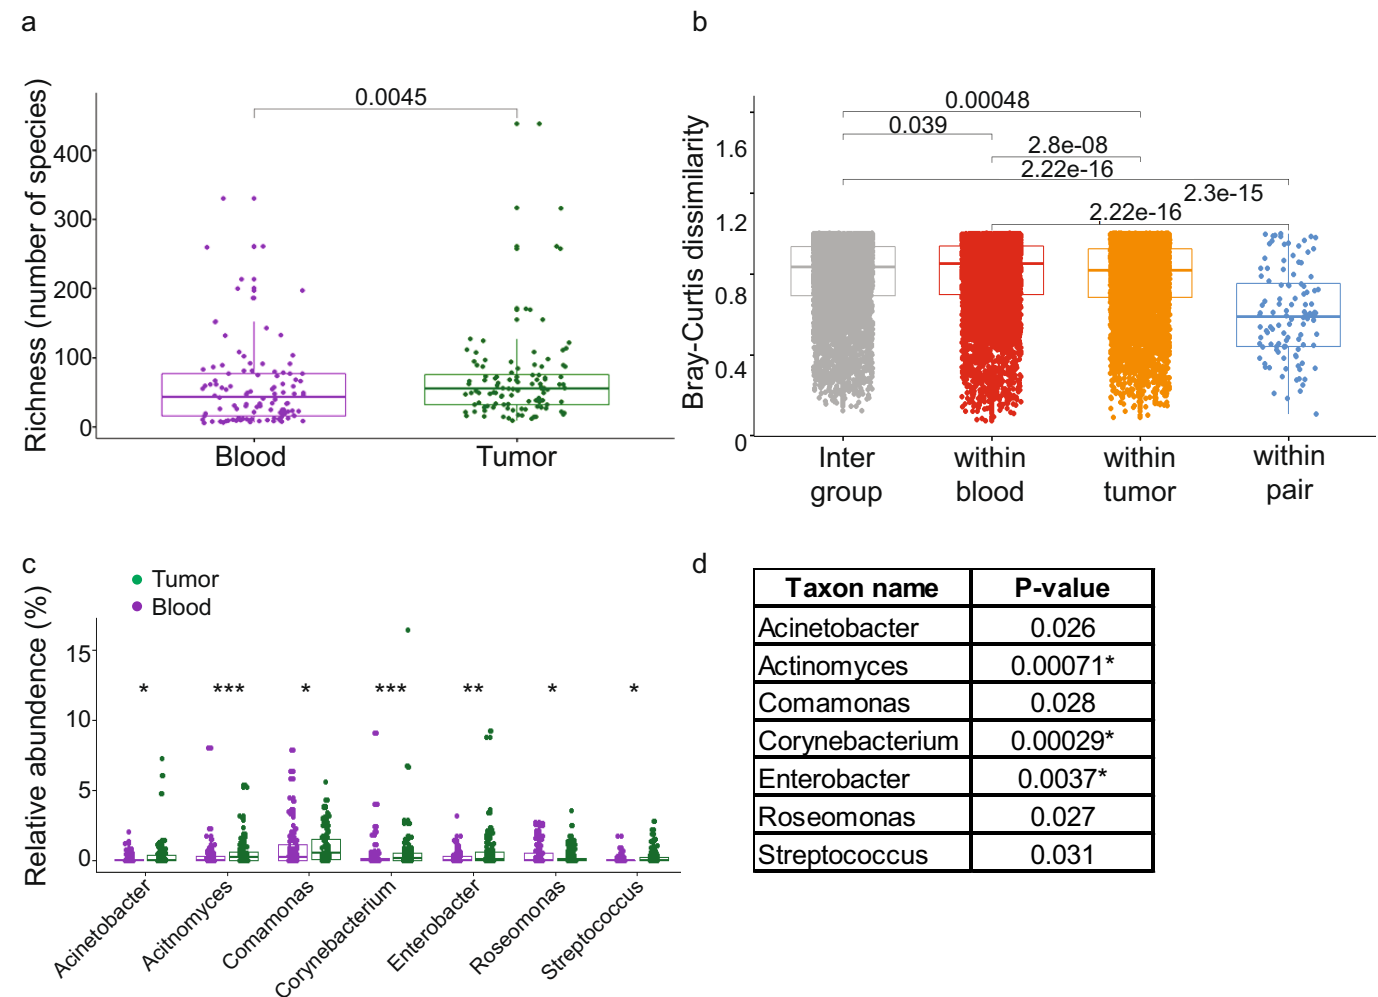 a
Richness (number of species)
400
300
200
100
0
0.0045
Blood
Tumor
b
Bray-Curtis dissimilarity
1.6
1.2
0.8
0.4
0
0.00048
0.039
2.8e-08
2.22e-16
2.3e-15
2.22e-16
Inter group
within blood
within tumor
within pair
c
Tumor
Blood
Relative abundence (%)
15
10
5
0
* *** * *** ** * *
Acinetobacter
Acitnomyces
Comamonas
Corynebacterium
Enterobacter
Roseomonas
Streptococcus
d
Taxon name P-value
Acinetobacter 0.026
Actinomyces 0.00071*
Comamonas 0.028
Corynebacterium 0.00029*
Enterobacter 0.0037*
Roseomonas 0.027
Streptococcus 0.031